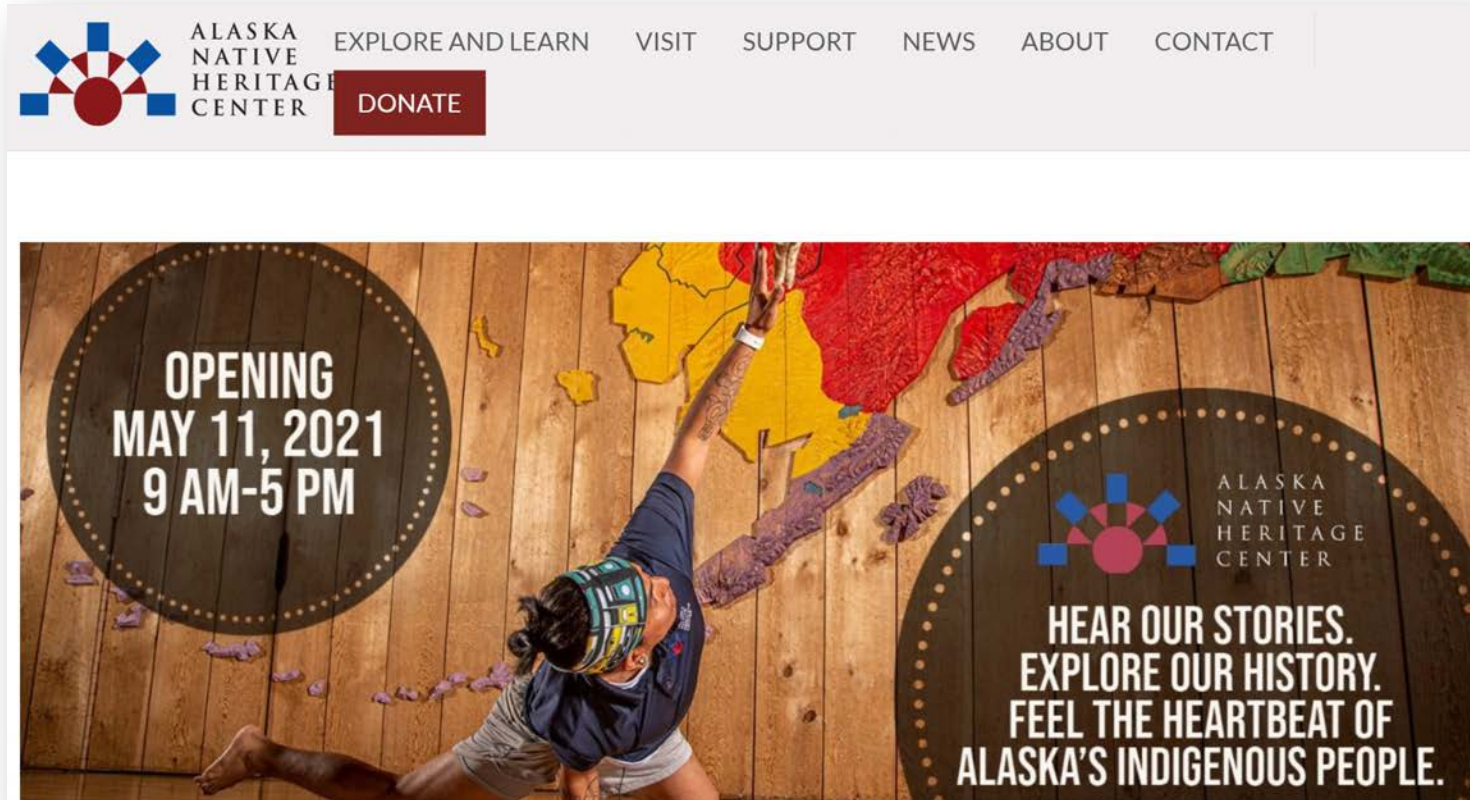 ALASKA
NATIVE
HERITAGE
CENTER
EXPLORE AND LEARN VISIT SUPPORT NEWS ABOUT CONTACT
DONATE
OPENING
MAY 11, 2021
9 AM-5 PM
ALASKA
NATIVE
HERITAGE
CENTER
HEAR OUR STORIES.
EXPLORE OUR HISTORY.
FEEL THE HEARTBEAT OF
ALASKA'S INDIGENOUS PEOPLE.